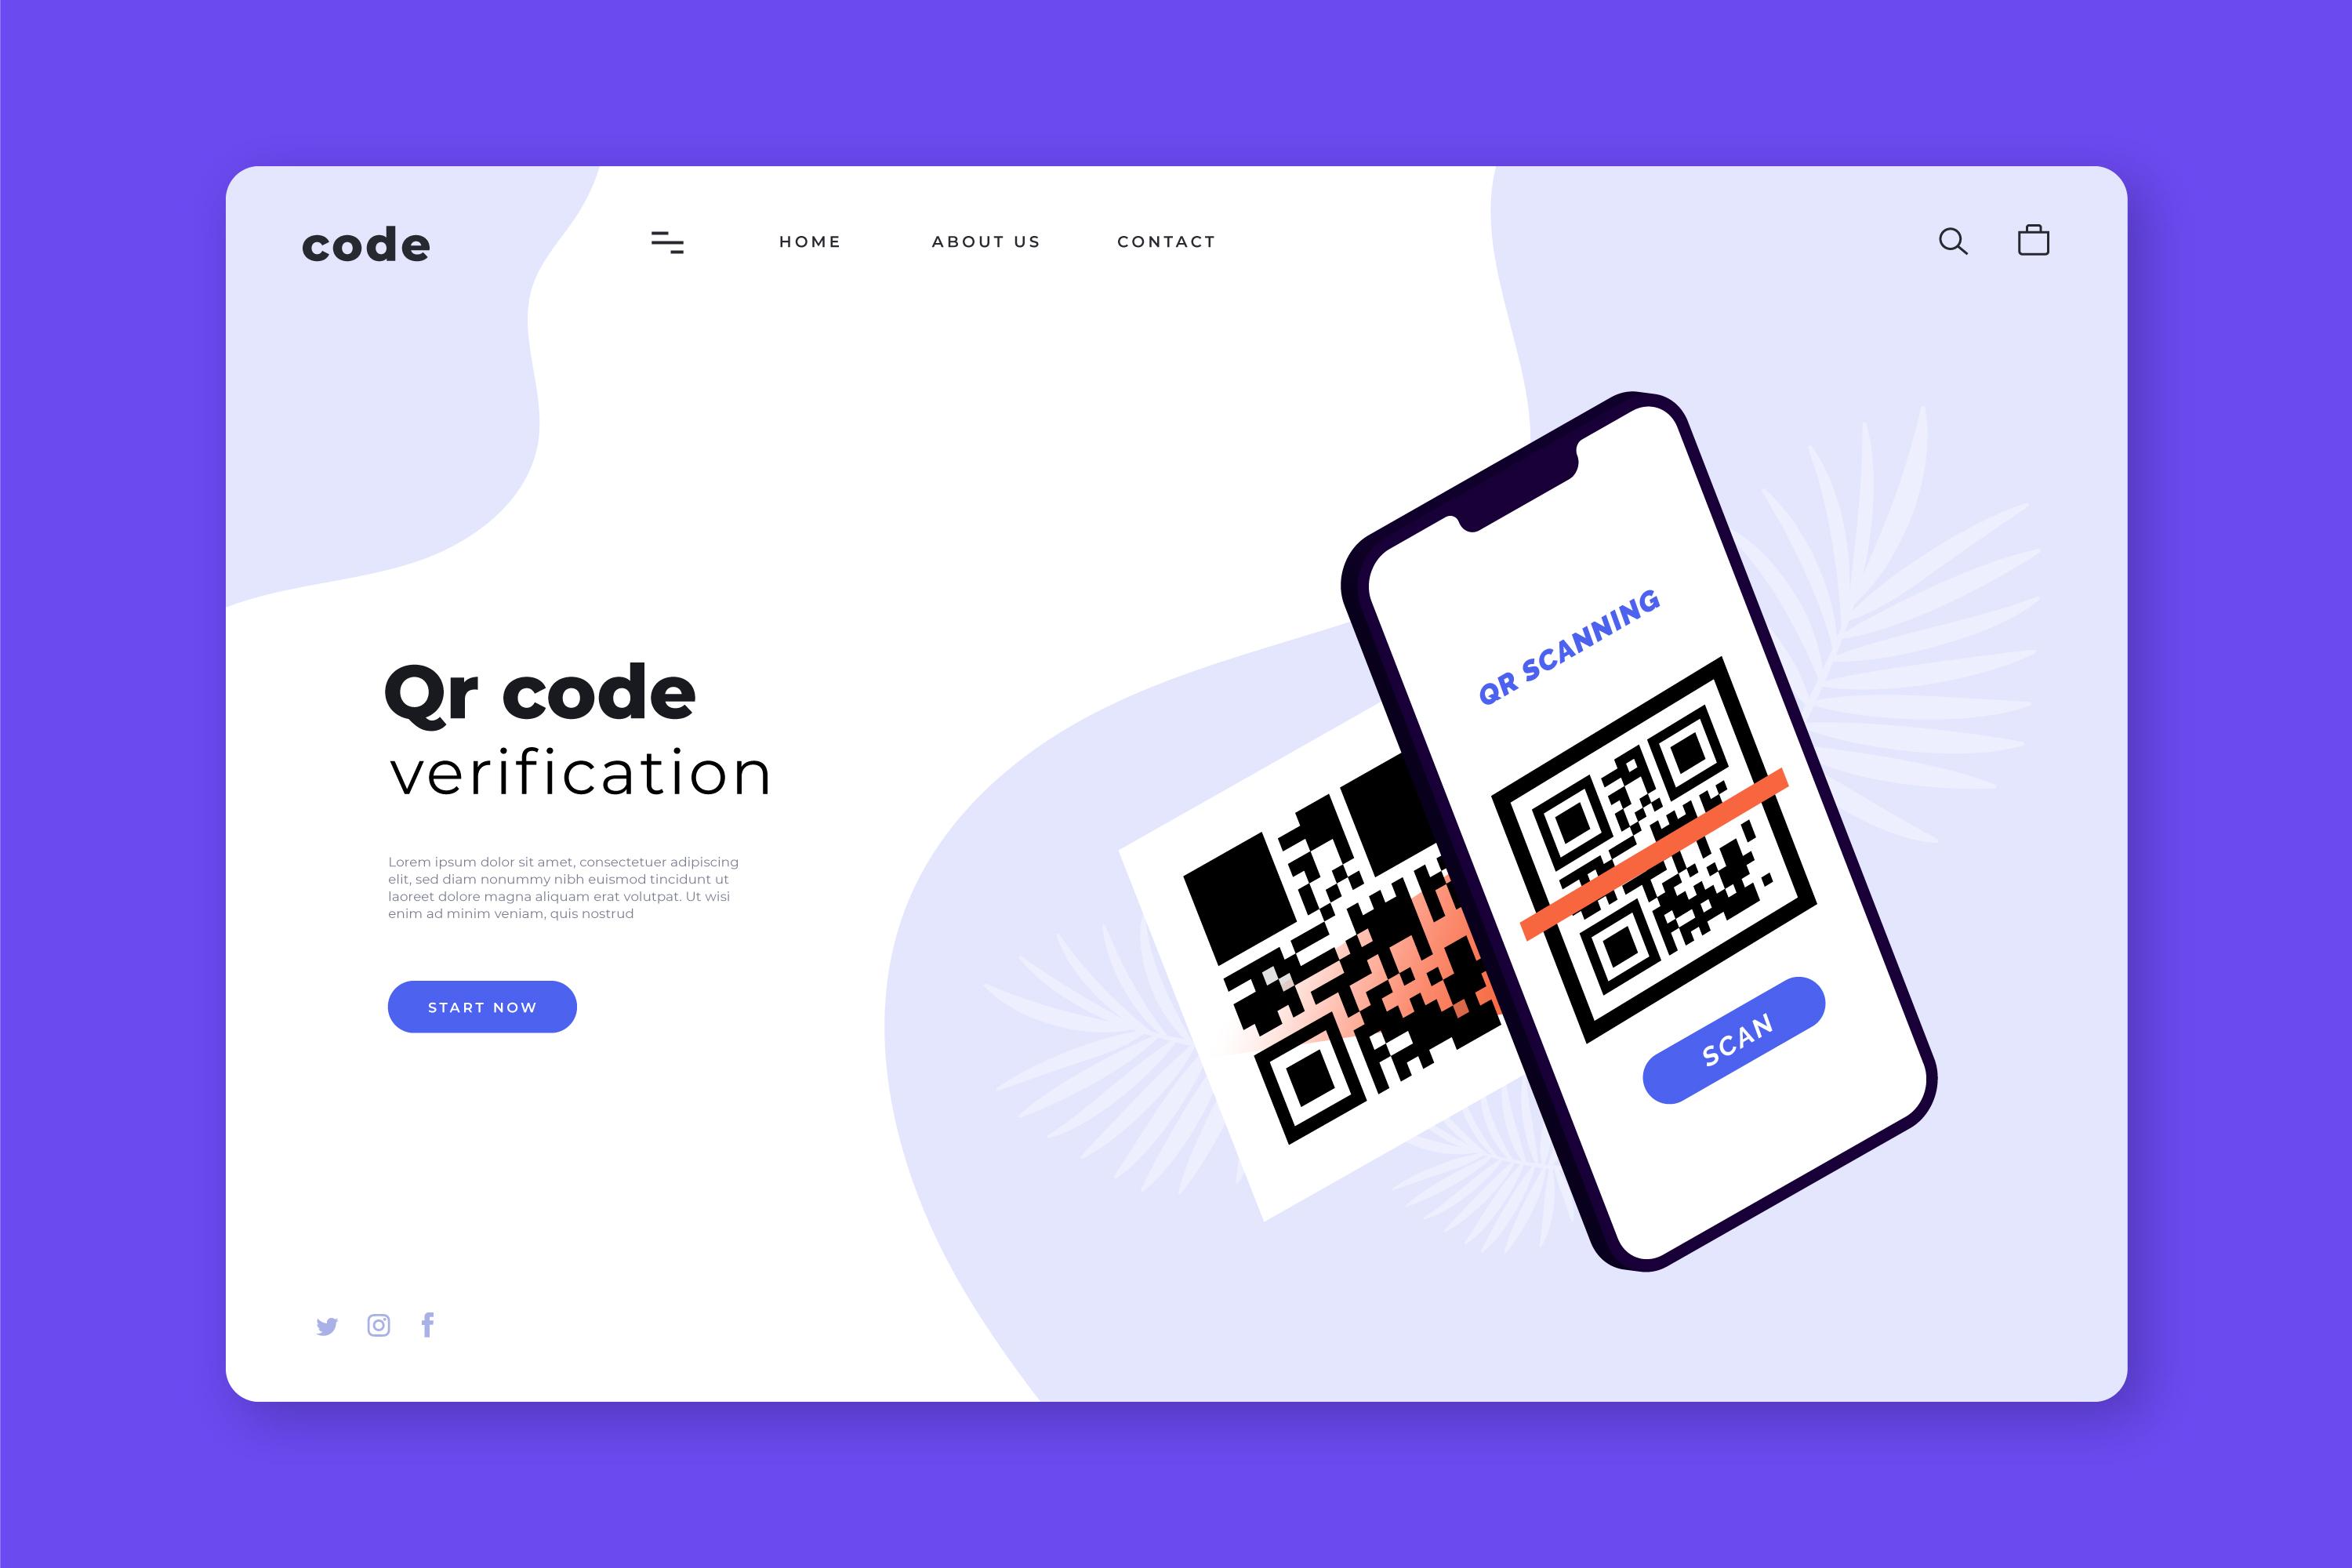 code
HOME
ABOUT US
CONTACT
Qr code
verification
Lorem ipsum dolor sit amet, consectetuer adipiscing
elit, sed diam nonummy nibh euismod tincidunt ut
laoreet dolore magna aliquam erat volutpat. Ut wisi
enim ad minim veniam, quis nostrud
START NOW
QR SCANNING
SCAN